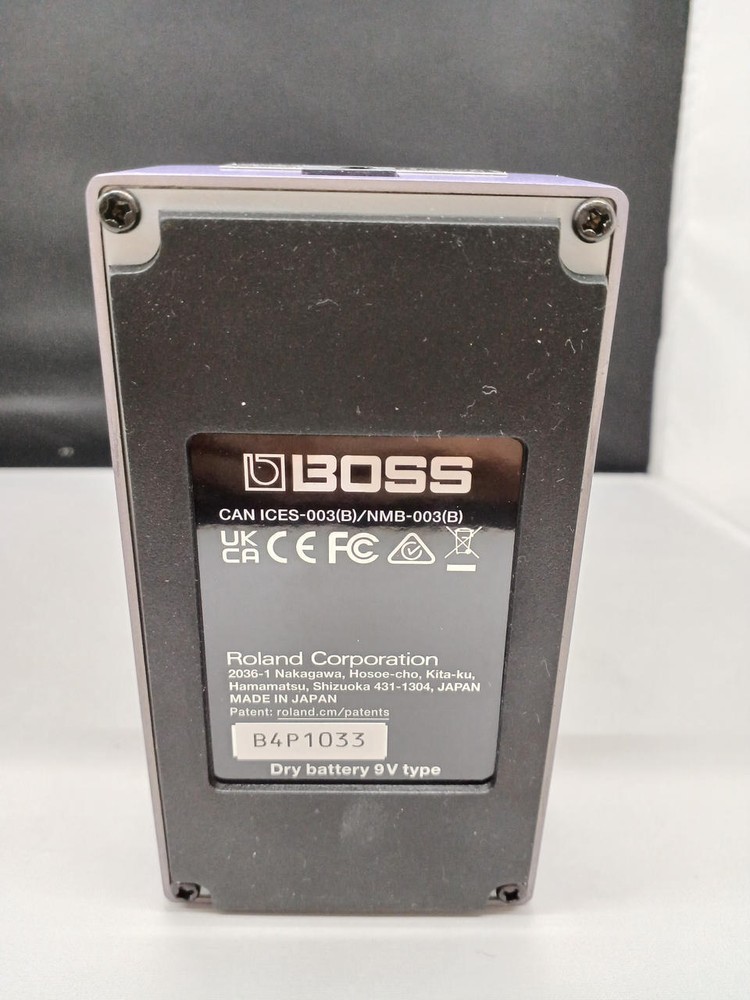 BOSS
CAN ICES-003(B)/NMB-003(B)
UK CA CE FC
Roland Corporation
2036-1 Nakagawa, Hosoe-cho, Kita-ku,
Hamamatsu, Shizuoka 431-1304, JAPAN
MADE IN JAPAN
Patent: roland.cm/patents
B4P1033
Dry battery 9V type